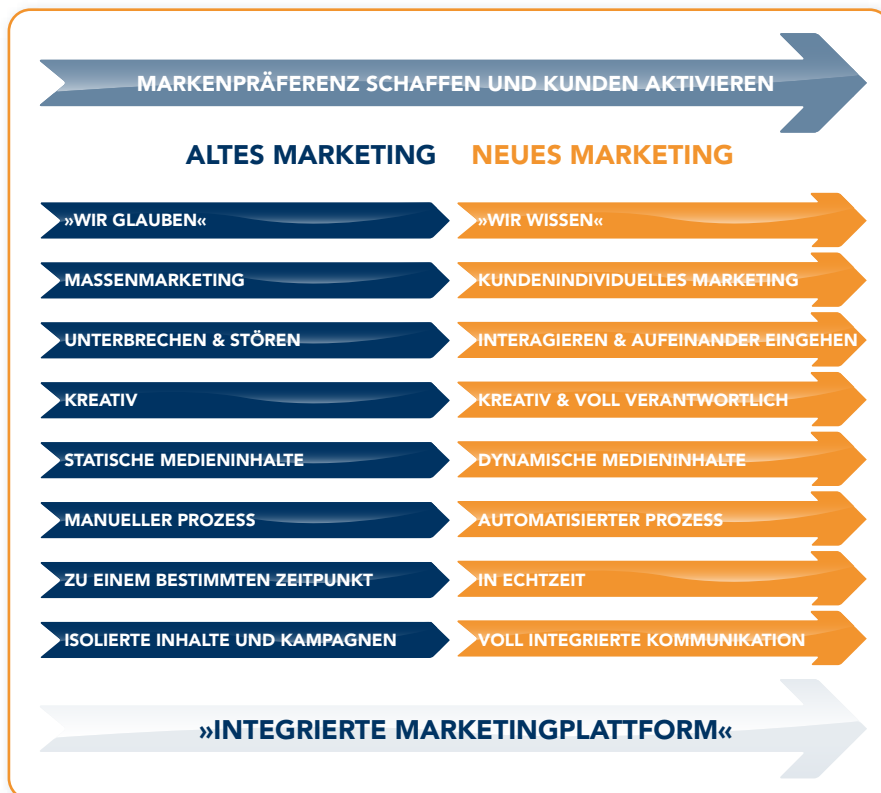 MARKENPRÄFERENZ SCHAFFEN UND KUNDEN AKTIVIEREN
ALTES MARKETING NEUES MARKETING
»WIR GLAUBEN« »WIR WISSEN«
MASSENMARKETING KUNDENINDIVIDUELLES MARKETING
UNTERBRECHEN & STÖREN INTERAGIEREN & AUFEINANDER EINGEHEN
KREATIV KREATIV & VOLL VERANTWORTLICH
STATISCHE MEDIENINHALTE DYNAMISCHE MEDIENINHALTE
MANUELLER PROZESS AUTOMATISIERTER PROZESS
ZU EINEM BESTIMMTEN ZEITPUNKT IN ECHTZEIT
ISOLIERTE INHALTE UND KAMPAGNEN VOLL INTEGRIERTE KOMMUNIKATION
»INTEGRIERTE MARKETINGPLATTFORM«